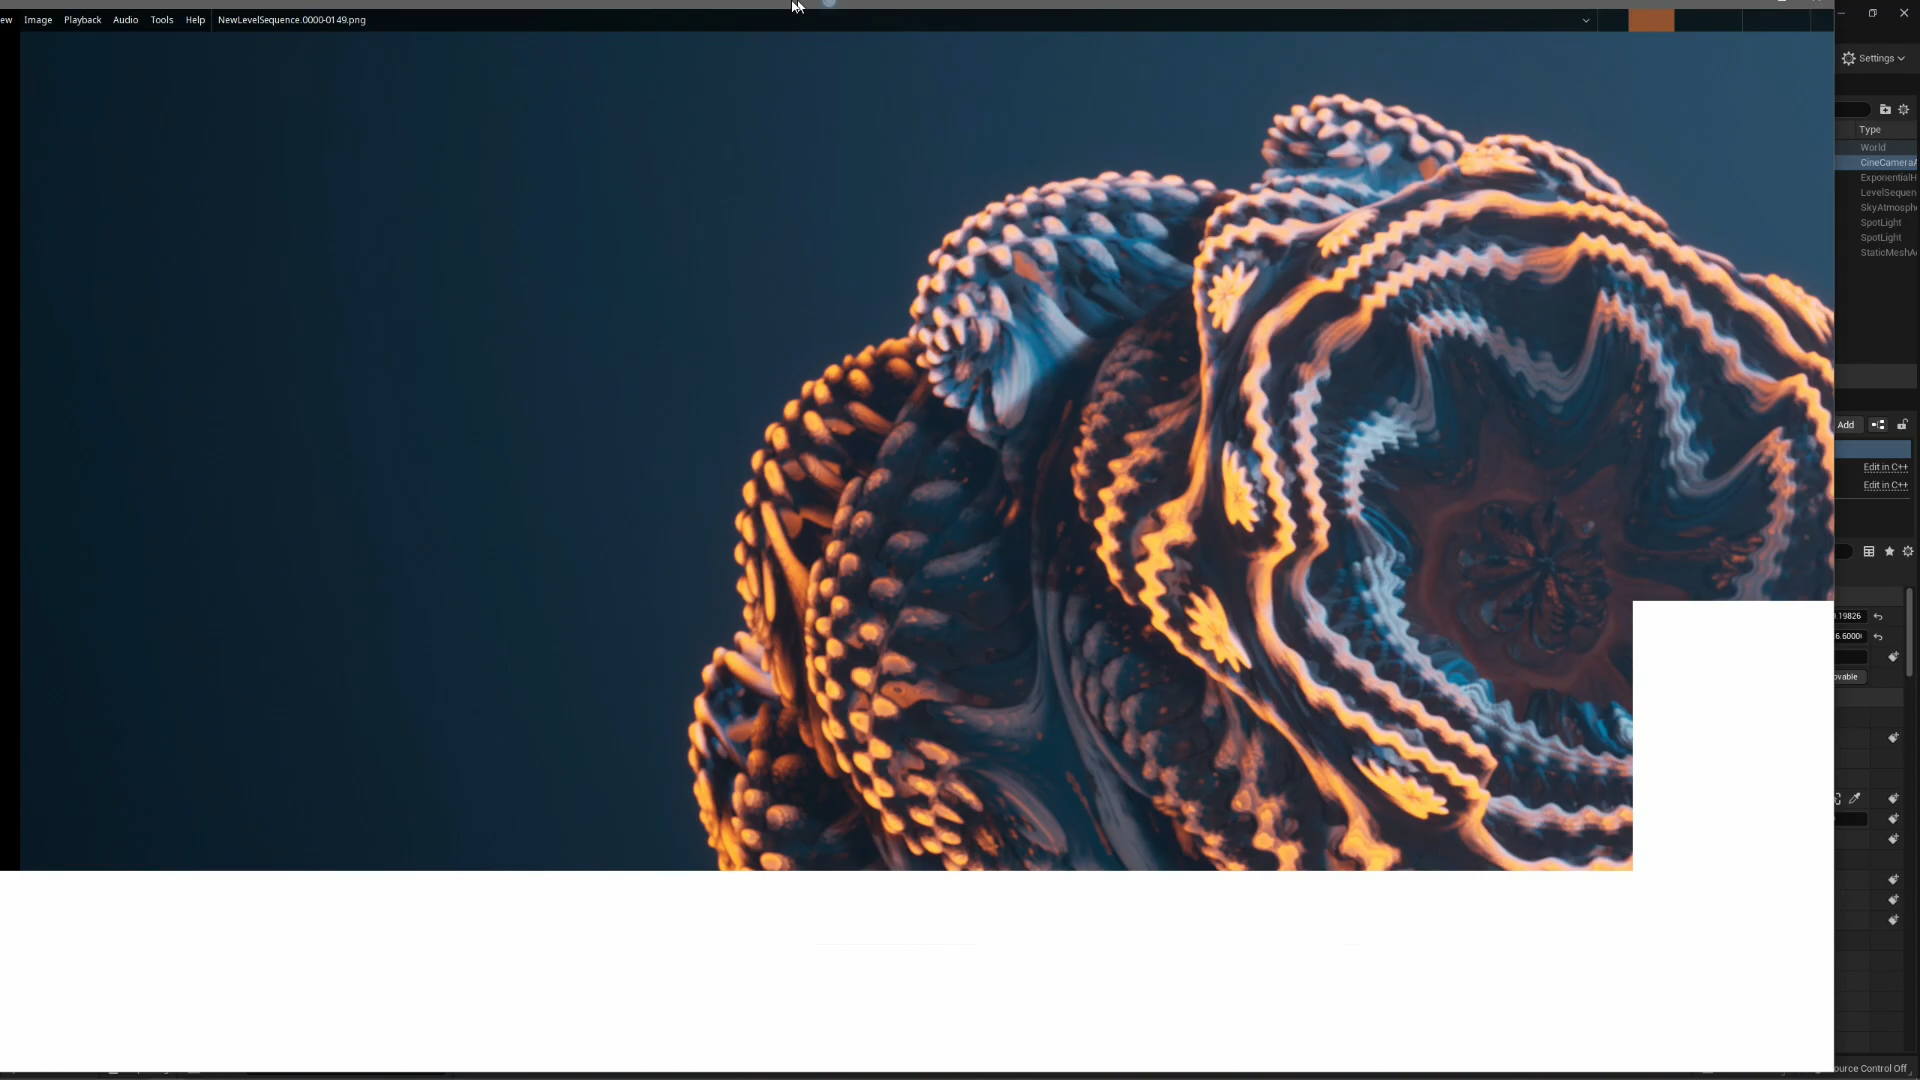 Image Playback Audio Tools Help NewLevelSequence.0000-0149.png
Settings
Type
World
CineCameraA
ExponentialH
LevelSequen
SkyAtmosph
SpotLight
SpotLight
StaticMeshA
Add
Edit in C++
Edit in C++
.19826
6.6000
ovable
ource Control Off